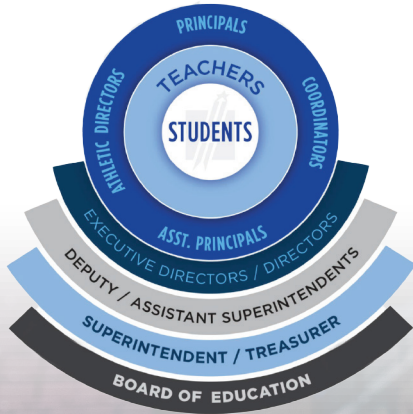 PRINCIPALS
ATHLETIC DIRECTORS
COORDINATORS
TEACHERS
STUDENTS
ASST. PRINCIPALS
EXECUTIVE DIRECTORS / DIRECTORS
DEPUTY / ASSISTANT SUPERINTENDENTS
SUPERINTENDENT / TREASURER
BOARD OF EDUCATION